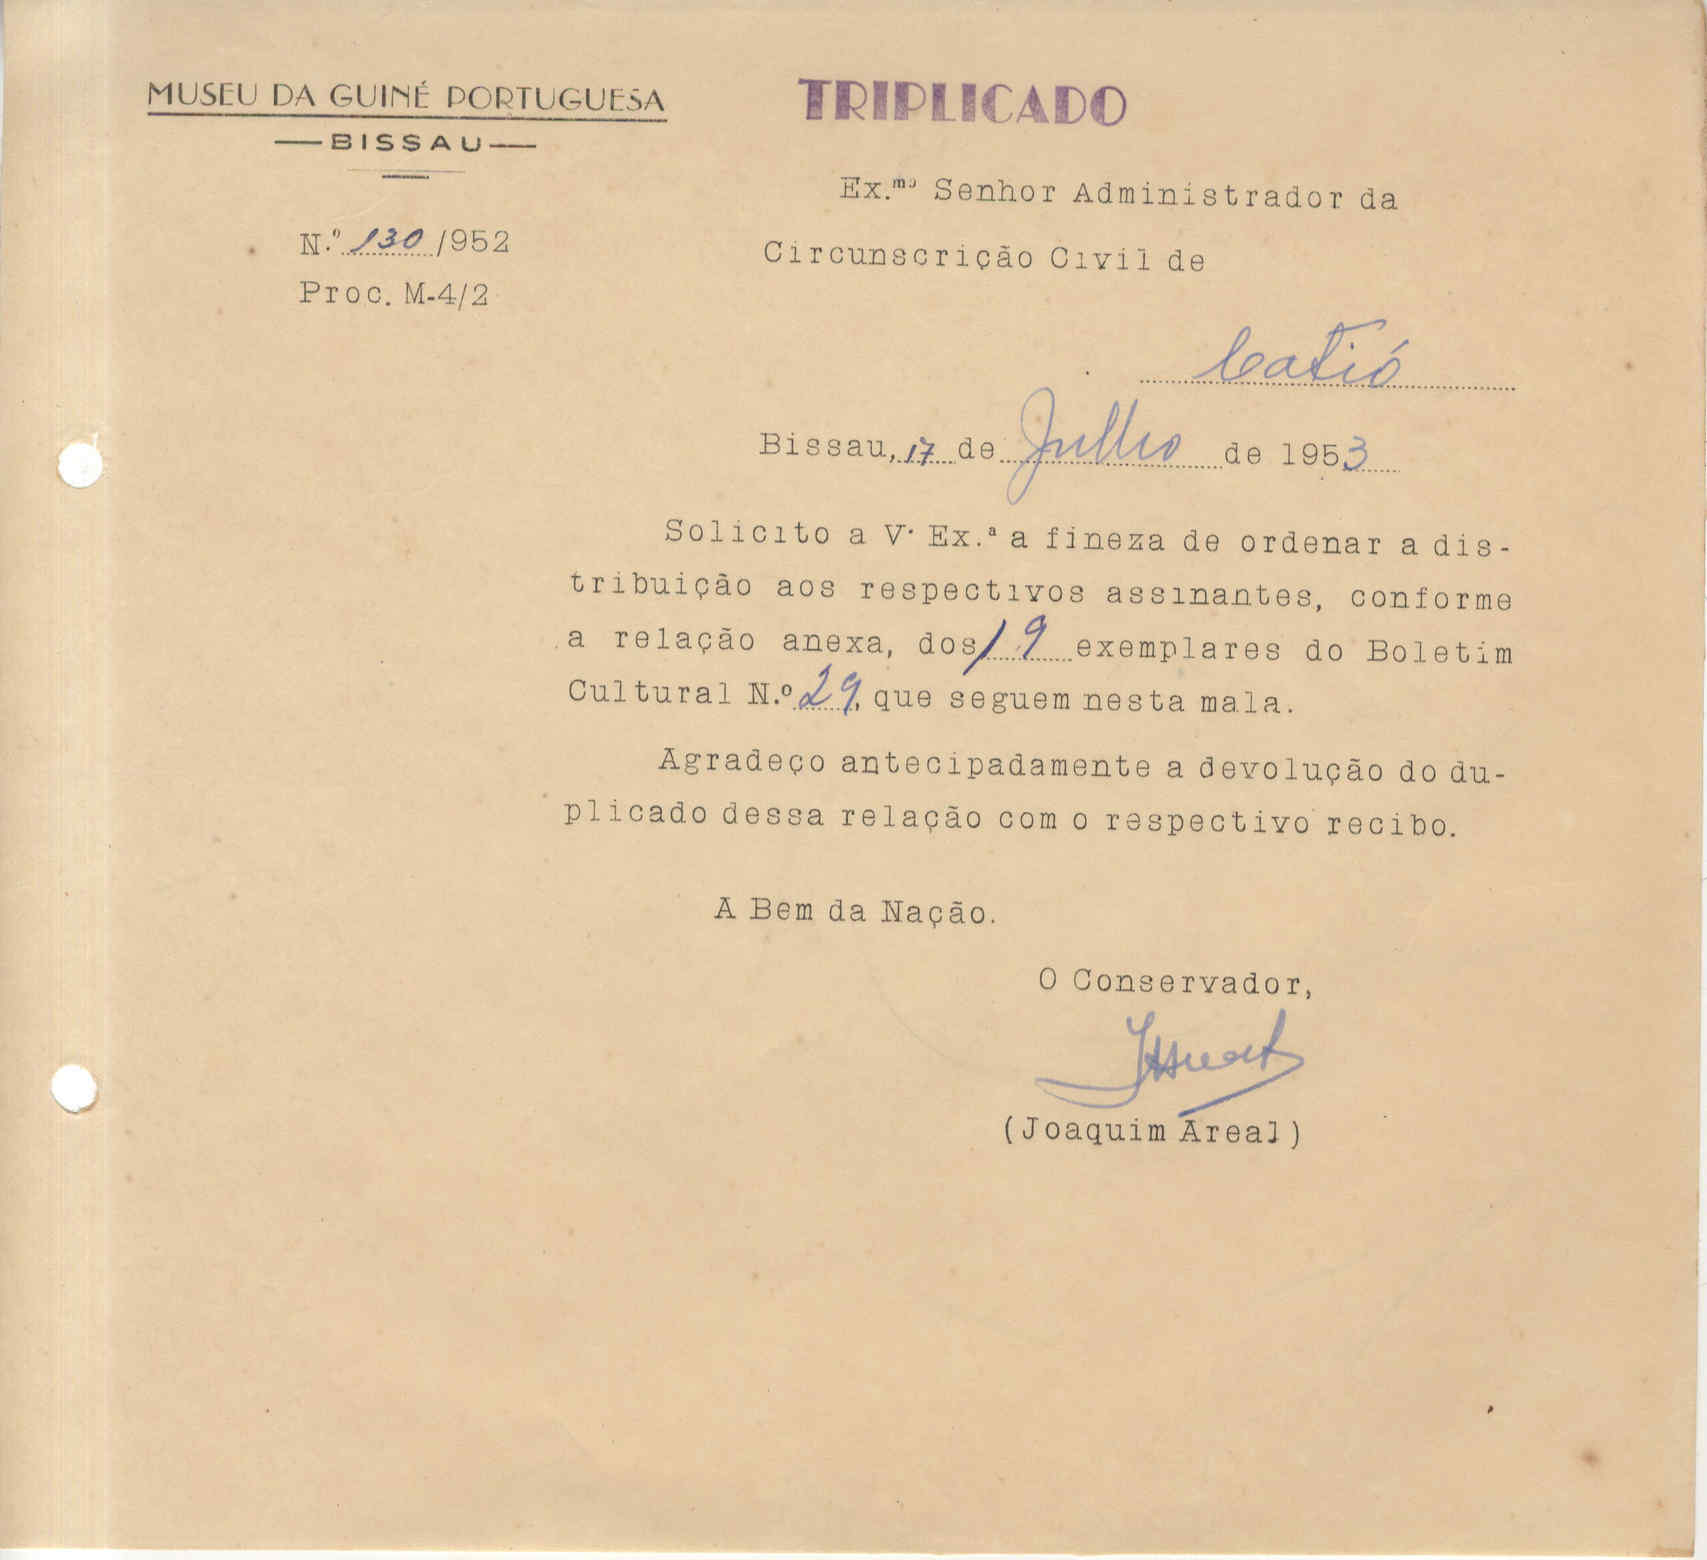 MUSEU DA GUINÉ PORTUGUESA
BISSAU
TRIPLICADO
N.º 130/952
Proc. M-4/2
Ex.mo Senhor Administrador da
Circunscrição Civil de
Catió
Bissau, 17 de Julho de 1953
Solicito a V. Ex.ª a fineza de ordenar a dis-
tribuição aos respectivos assinantes, conforme
a relação anexa, dos 19 exemplares do Boletim
Cultural N.º 29, que seguem nesta mala.
Agradeço antecipadamente a devolução do du-
plicado dessa relação com o respectivo recibo.
A Bem da Nação.
O Conservador,
(Joaquim Areal)